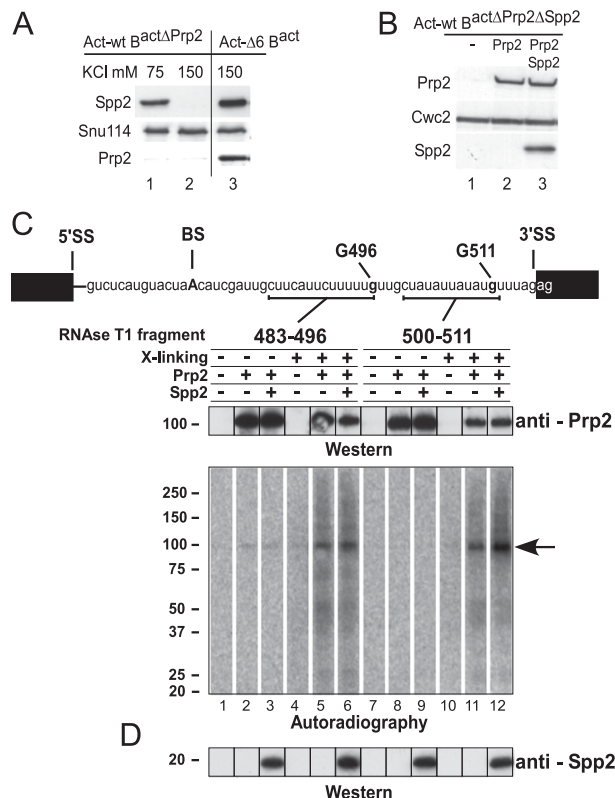 A
Act-wt BactΔPrp2 Act-Δ6 Bact
KCl mM 75 150 150
Spp2
Snu114
Prp2
1 2 3
B
Act-wt BactΔPrp2ΔSpp2
- Prp2 Prp2
Spp2
Prp2
Cwc2
Spp2
1 2 3
C
5'SS BS G496 G511 3'SS
gucucauguacuaAcaucgauugcuucauucuuuuuguugcuauauuauauguuuagag
RNAse T1 fragment 483-496 500-511
X-linking - - - + + + - - - + + +
Prp2 - + + - + + - + + - + +
Spp2 - - + - - + - - + - - +
100 - anti - Prp2
Western
250 -
150 -
100 -
75 -
50 -
37 -
25 -
20 -
1 2 3 4 5 6 7 8 9 10 11 12
Autoradiography
D
20 - anti - Spp2
Western